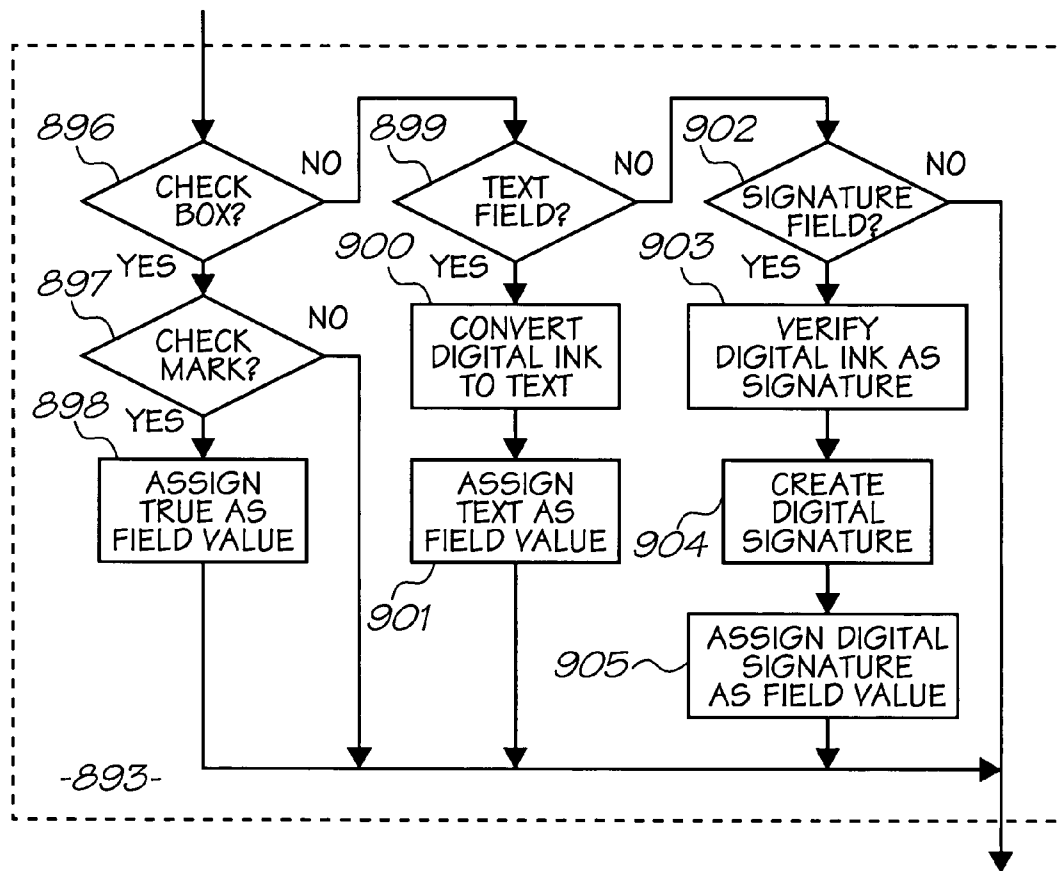 896
CHECK
BOX?
NO
YES
897
CHECK
MARK?
NO
YES
898
ASSIGN
TRUE AS
FIELD VALUE
899
TEXT
FIELD?
NO
YES
900
CONVERT
DIGITAL INK
TO TEXT
ASSIGN
TEXT AS
FIELD VALUE
901
902
SIGNATURE
FIELD?
NO
YES
903
VERIFY
DIGITAL INK AS
SIGNATURE
CREATE
DIGITAL
SIGNATURE
904
ASSIGN DIGITAL
SIGNATURE
AS FIELD VALUE
905
-893-